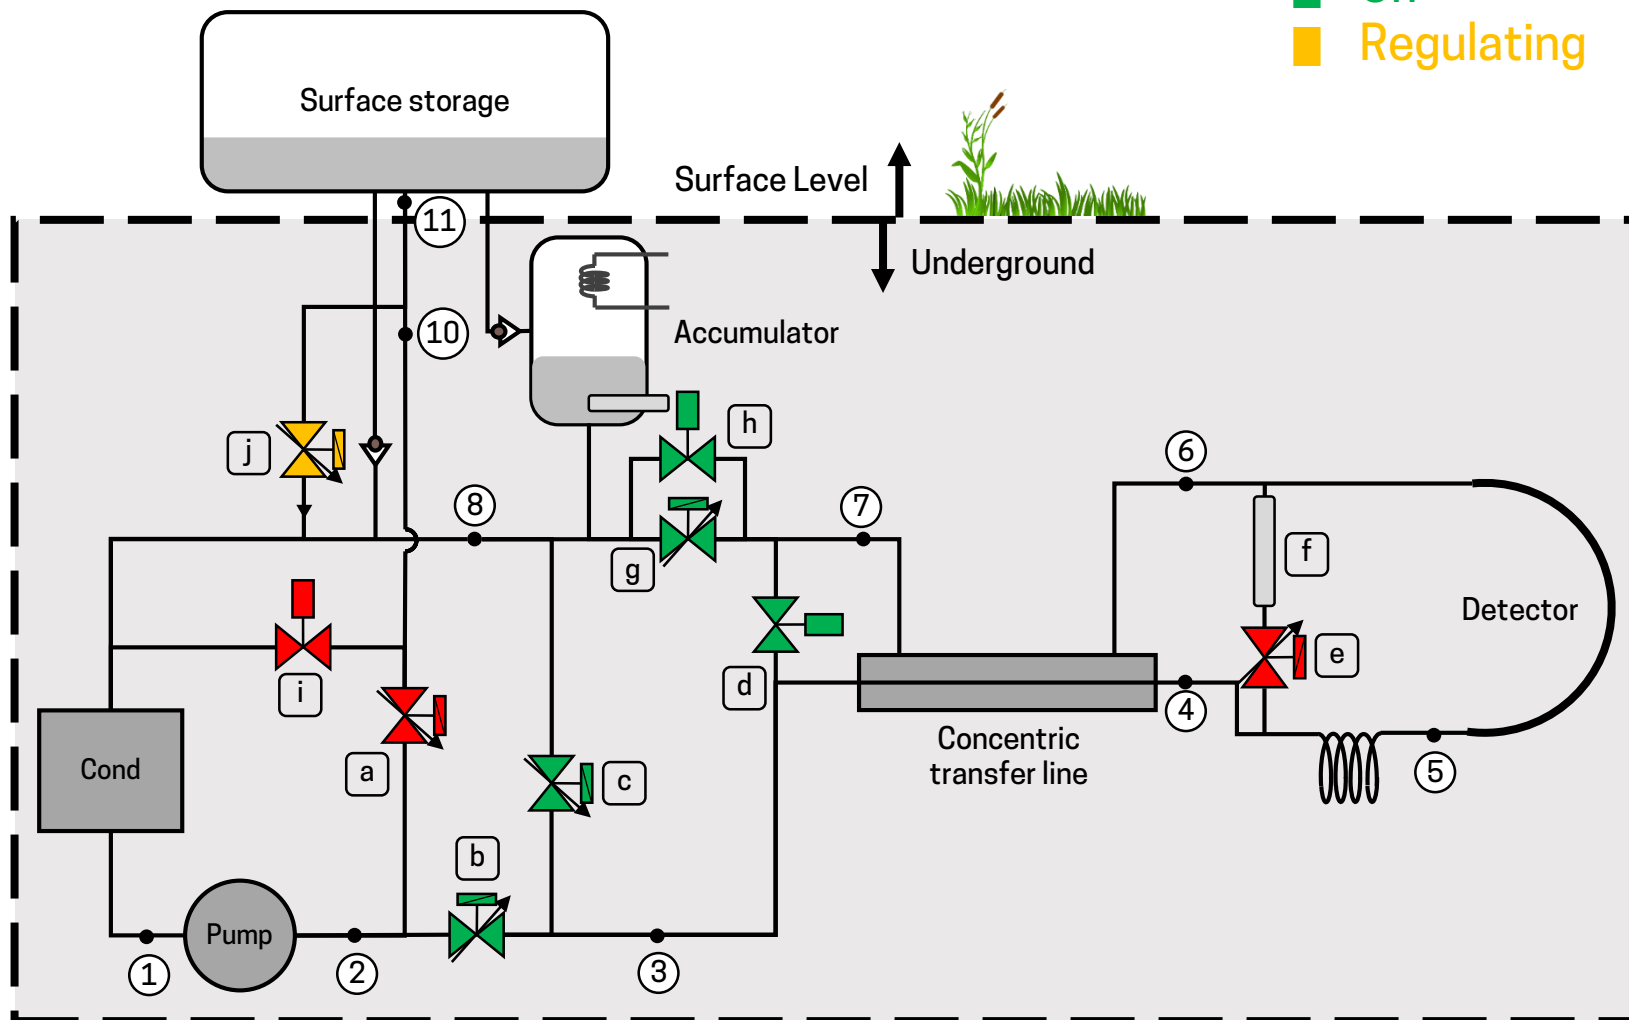 Regulating
Surface storage
Surface Level
11
Underground
10
Accumulator
h
j
6
8
7
f
g
Detector
e
i
d
4
Concentric
transfer line
Cond
a
c
5
b
Pump
1
2
3